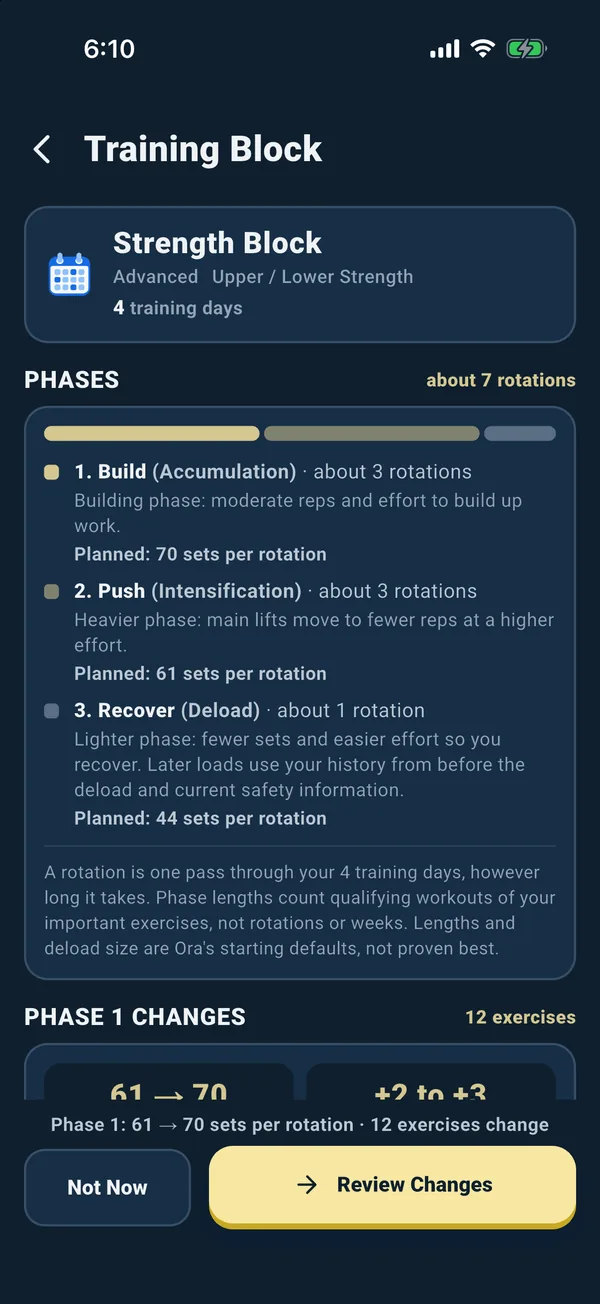 6:10
Training Block
Strength Block
Advanced Upper / Lower Strength
4 training days
PHASES
about 7 rotations
1. Build (Accumulation) · about 3 rotations
Building phase: moderate reps and effort to build up
work.
Planned: 70 sets per rotation
2. Push (Intensification) · about 3 rotations
Heavier phase: main lifts move to fewer reps at a higher
effort.
Planned: 61 sets per rotation
3. Recover (Deload) · about 1 rotation
Lighter phase: fewer sets and easier effort so you
recover. Later loads use your history from before the
deload and current safety information.
Planned: 44 sets per rotation
A rotation is one pass through your 4 training days, however
long it takes. Phase lengths count qualifying workouts of your
important exercises, not rotations or weeks. Lengths and
deload size are Ora's starting defaults, not proven best.
PHASE 1 CHANGES
12 exercises
61 → 70
+2 to +3
Phase 1: 61 → 70 sets per rotation · 12 exercises change
Not Now
→ Review Changes